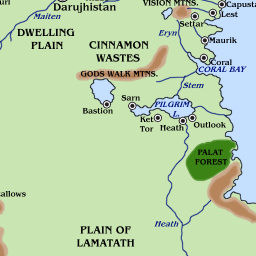 Darujhistan
VISION MTNS.
Capusta
Lest
Maiten
Settar
Eryn
Maurik
DWELLING
PLAIN
CINNAMON
WASTES
Coral
CORAL BAY
GODS WALK MTNS.
Stem
Bastion
Sarn
PILGRIM
L.
Ket
Tor
Heath
Outlook
PALAT
FOREST
allows
Heath
PLAIN OF
LAMATATH